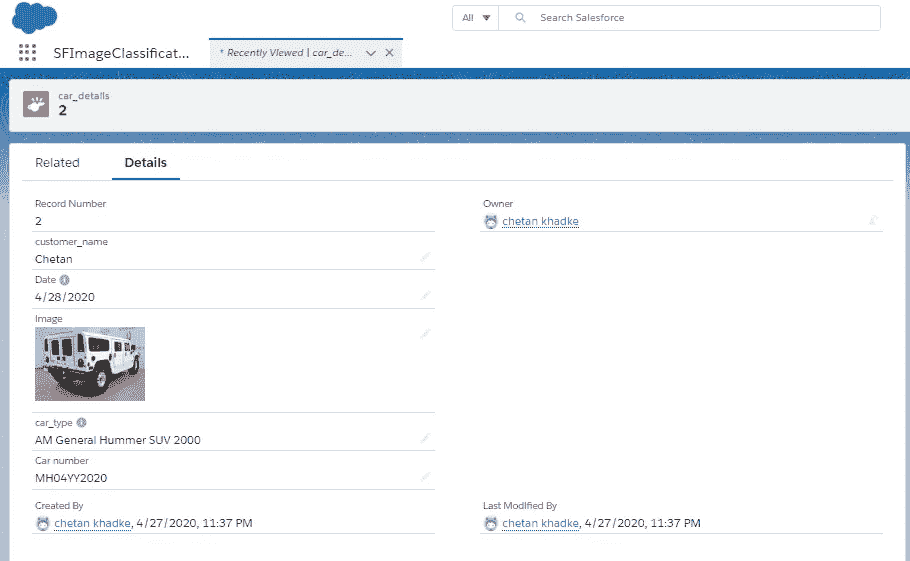 All
Search Salesforce
SFImageClassificat...
* Recently Viewed | car_de...
car_details
2
Related
Details
Record Number
2
Owner
chetan khadke
customer_name
Chetan
Date
4/28/2020
Image
car_type
AM General Hummer SUV 2000
Car number
MH04YY2020
Created By
chetan khadke, 4/27/2020, 11:37 PM
Last Modified By
chetan khadke, 4/27/2020, 11:37 PM